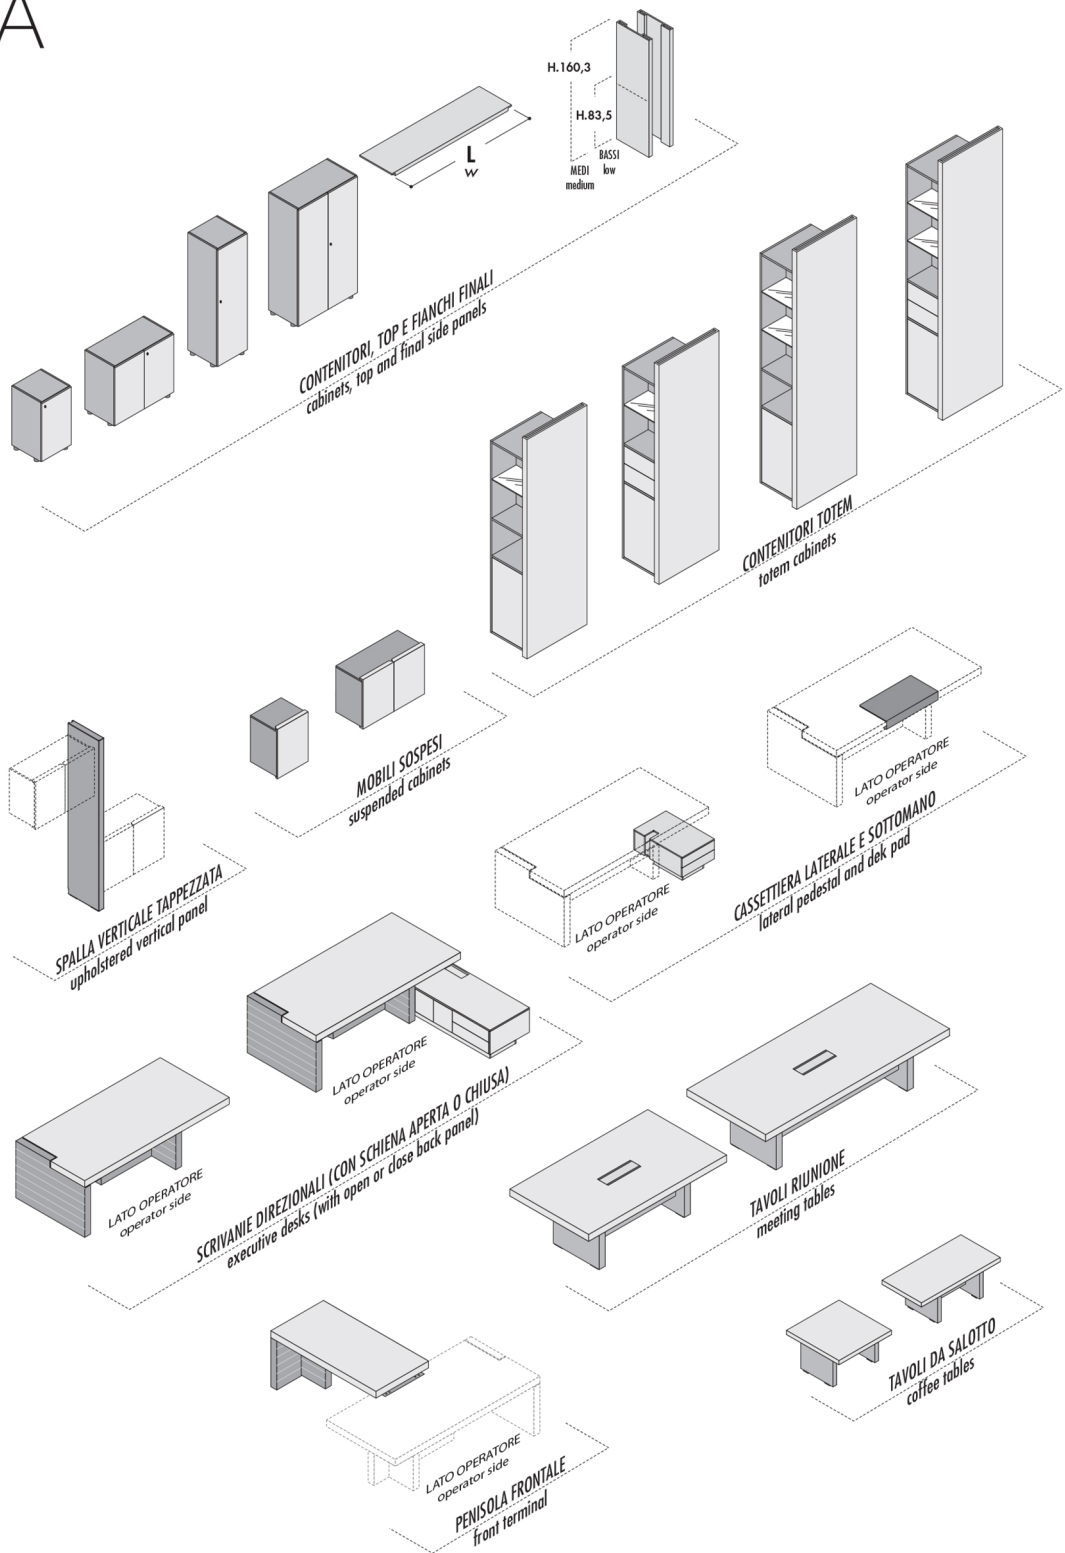 A
H.160,3
H.83,5
L
W
MEDI
medium
BASSI
low
CONTENITORI, TOP E FIANCHI FINALI
cabinets, top and final side panels
CONTENITORI TOTEM
totem cabinets
MOBILI SOSPESI
suspended cabinets
LATO OPERATORE
operator side
LATO OPERATORE
operator side
CASSETTIERA LATERALE E SOTTOMANO
lateral pedestal and dek pad
SPALLA VERTICALE TAPPEZZATA
upholstered vertical panel
LATO OPERATORE
operator side
LATO OPERATORE
operator side
SCRIVANIE DIREZIONALI (CON SCHIENA APERTA O CHIUSA)
executive desks (with open or close back panel)
TAVOLI RIUNIONE
meeting tables
TAVOLI DA SALOTTO
coffee tables
LATO OPERATORE
operator side
PENISOLA FRONTALE
front terminal